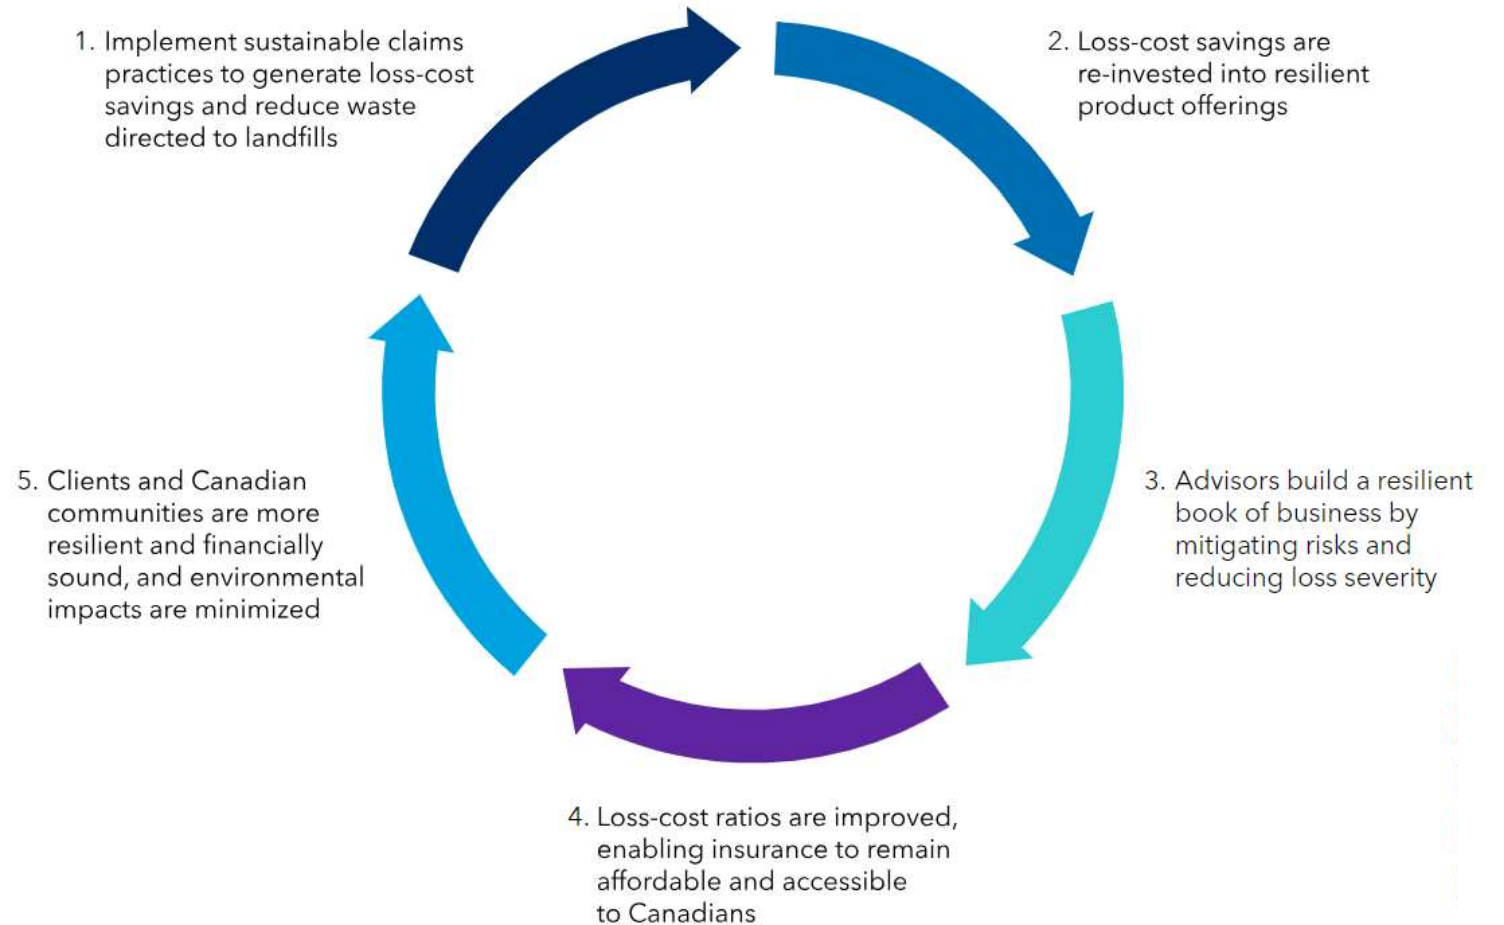 1. Implement sustainable claims
practices to generate loss-cost
savings and reduce waste
directed to landfills
2. Loss-cost savings are
re-invested into resilient
product offerings
3. Advisors build a resilient
book of business by
mitigating risks and
reducing loss severity
4. Loss-cost ratios are improved,
enabling insurance to remain
affordable and accessible
to Canadians
5. Clients and Canadian
communities are more
resilient and financially
sound, and environmental
impacts are minimized